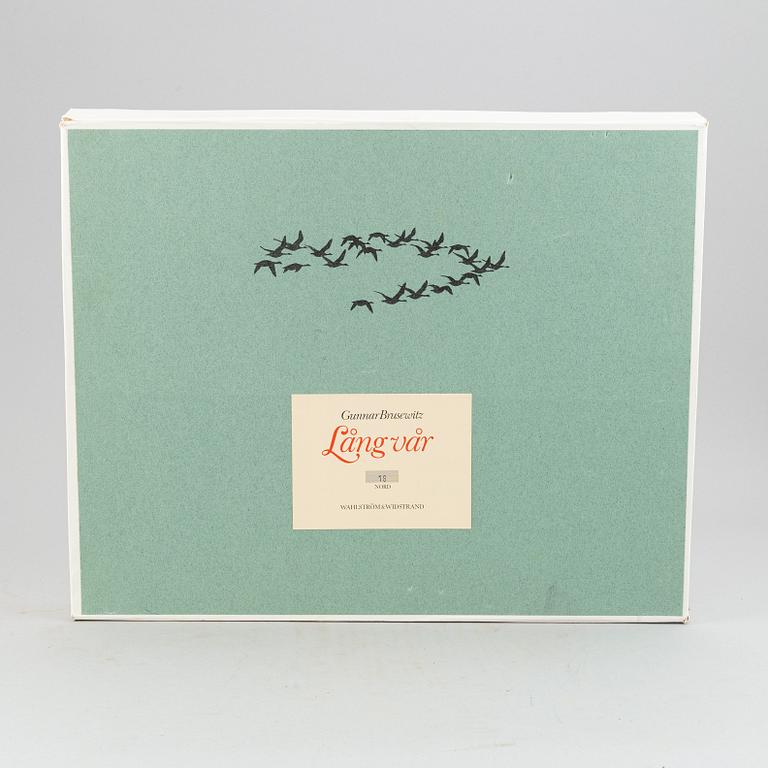 Gunnar Brusewitz
Lång vår
18
NORD
WAHLSTRÖM & WIDSTRAND